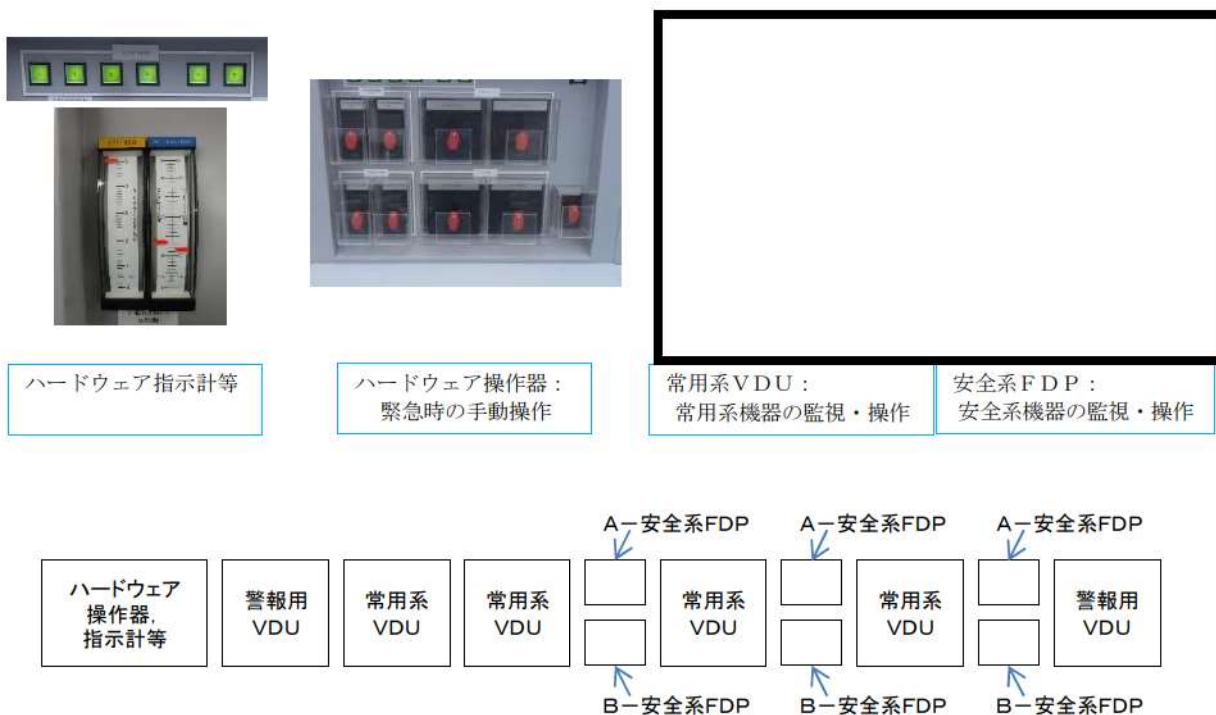 ハードウェア指示計等
ハードウェア操作器：
緊急時の手動操作
常用系ＶＤＵ：
常用系機器の監視・操作
安全系ＦＤＰ：
安全系機器の監視・操作
A－安全系FDP
A－安全系FDP
A－安全系FDP
ハードウェア
操作器,
指示計等
警報用
VDU
常用系
VDU
常用系
VDU
常用系
VDU
常用系
VDU
警報用
VDU
B－安全系FDP
B－安全系FDP
B－安全系FDP